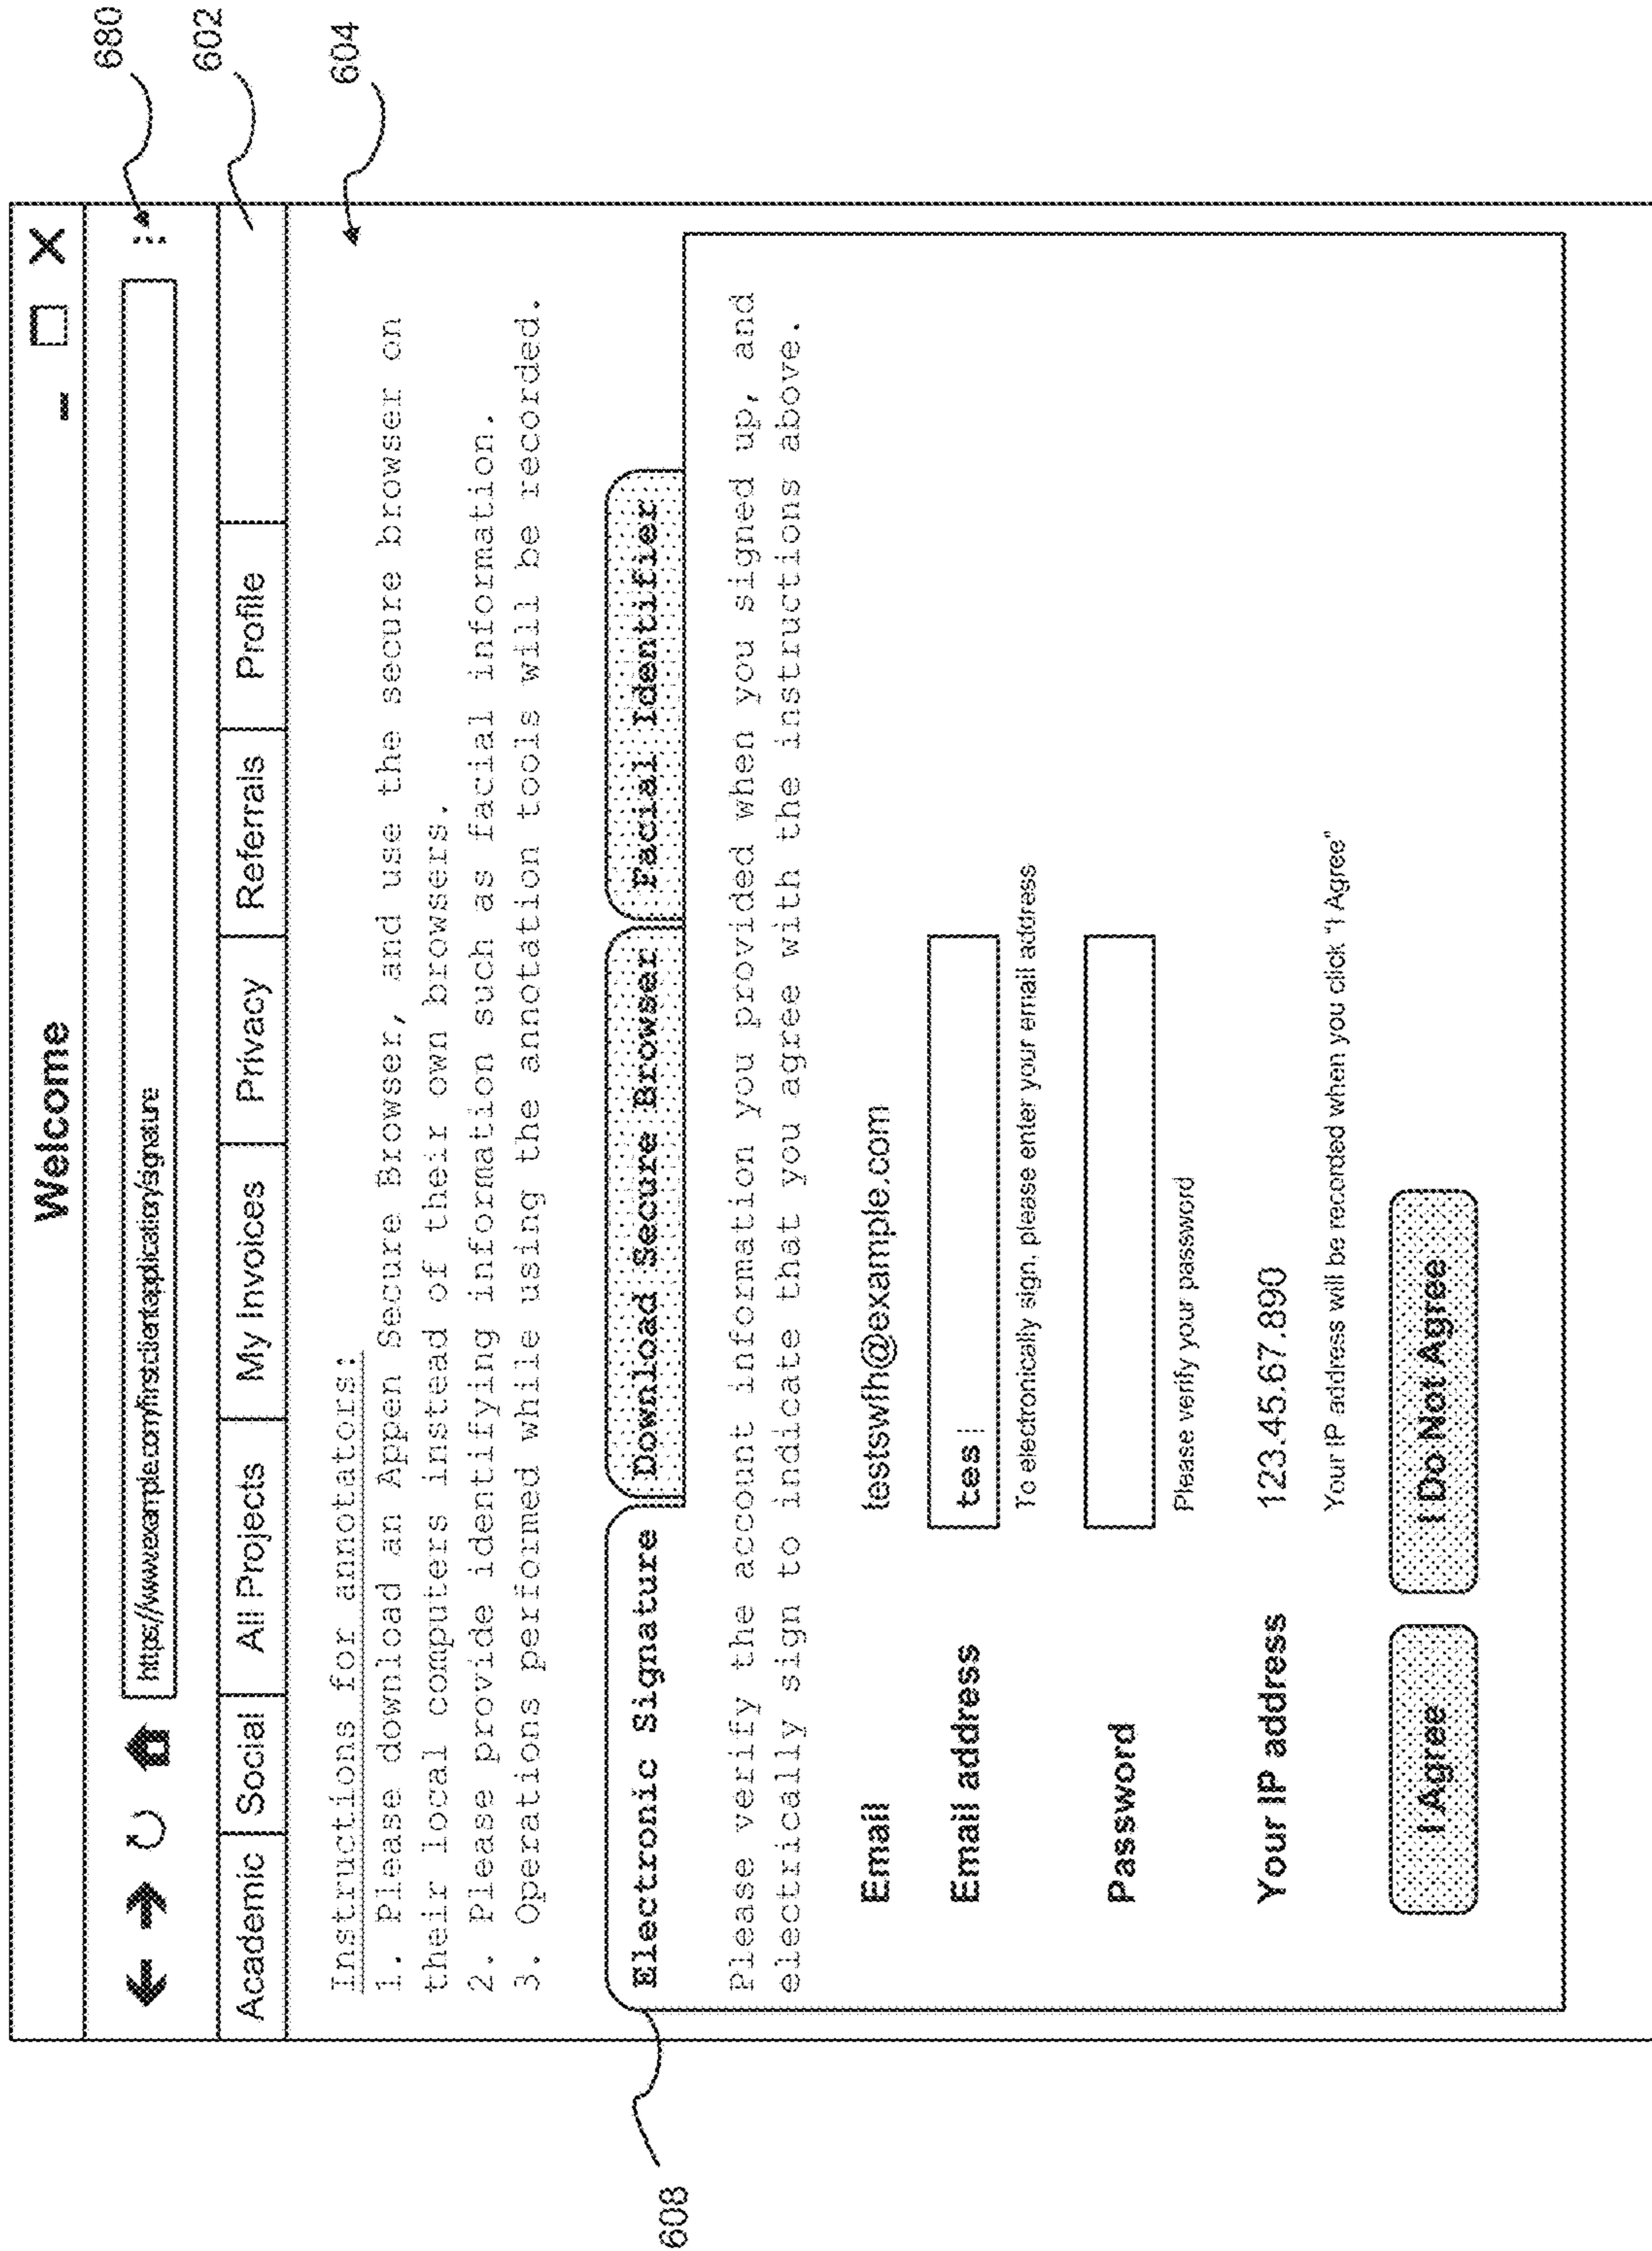 Welcome
680
https://www.example.com/firstclientapplication/signature
602
Academic Social All Projects My Invoices Privacy Referrals Profile
604
Instructions for annotators:
1. Please download an Appen Secure Browser, and use the secure browser on
their local computers instead of their own browsers.
2. Please provide identifying information such as facial information.
3. Operations performed while using the annotation tools will be recorded.
608
Electronic Signature Download Secure Browser Facial Identifier
Please verify the account information you provided when you signed up, and
electrically sign to indicate that you agree with the instructions above.
Email testswfh@example.com
Email address tes
To electronically sign, please enter your email address
Password
Please verify your password
Your IP address 123.45.67.890
Your IP address will be recorded when you click "I Agree"
I Agree I Do Not Agree